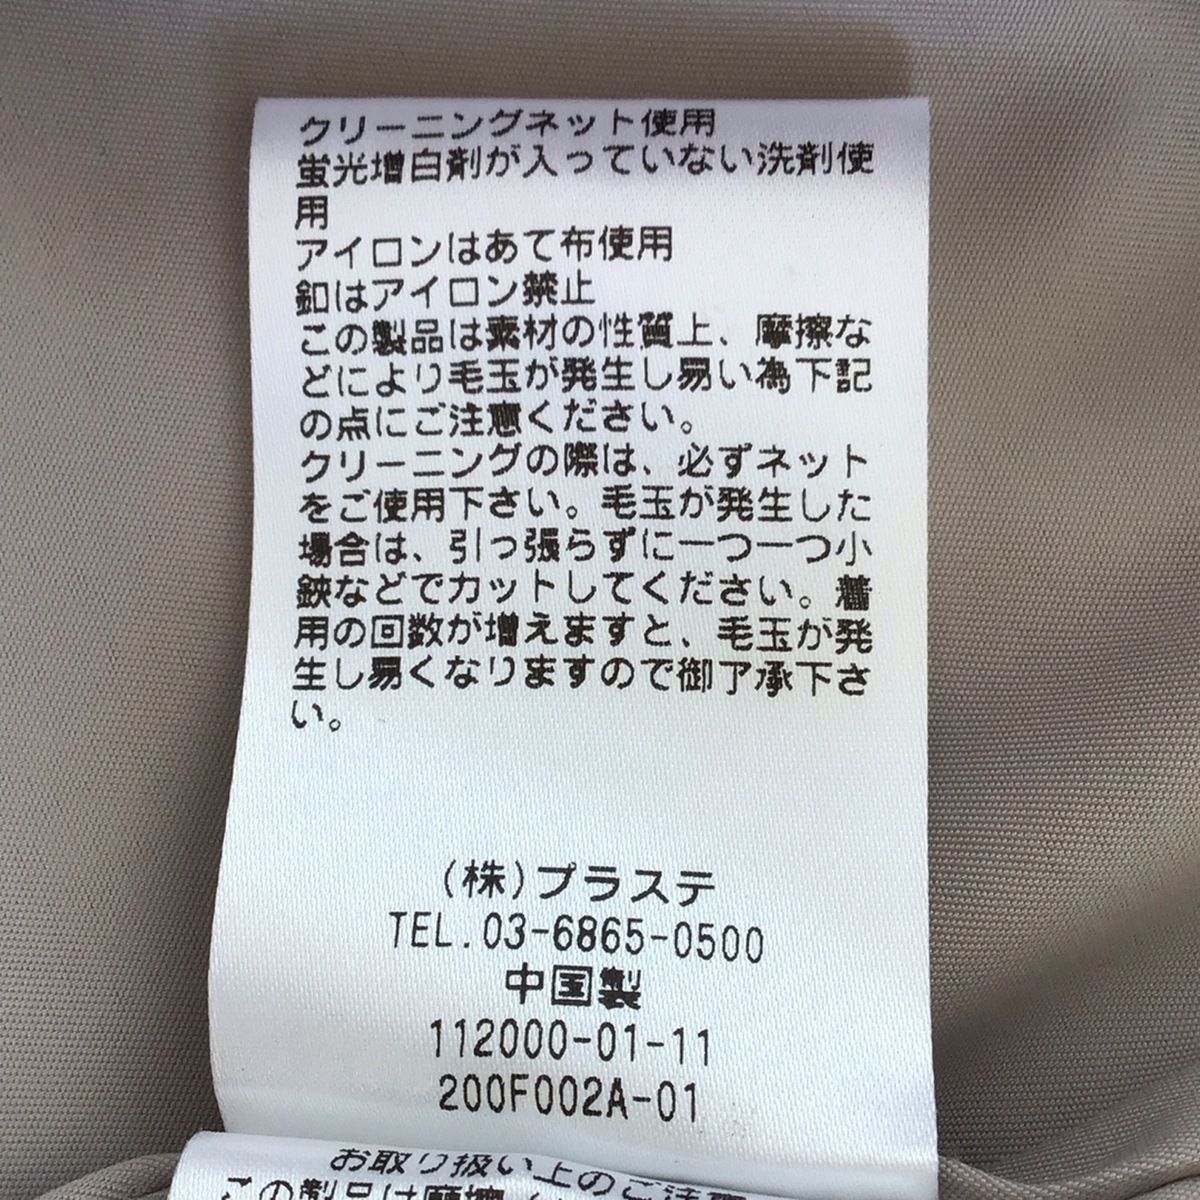 クリーニングネット使用
蛍光増白剤が入っていない洗剤使
用
アイロンはあて布使用
釦はアイロン禁止
この製品は素材の性質上、摩擦な
どにより毛玉が発生し易い為下記
の点にご注意ください。
クリーニングの際は、必ずネット
をご使用下さい。毛玉が発生した
場合は、引っ張らずに一つ一つ小
鋏などでカットしてください。着
用の回数が増えますと、毛玉が発
生し易くなりますので御了承下さ
い。
(株)プラステ
TEL.03-6865-0500
中国製
112000-01-11
200F002A-01
お取り扱い上のご注意
この製品は摩擦